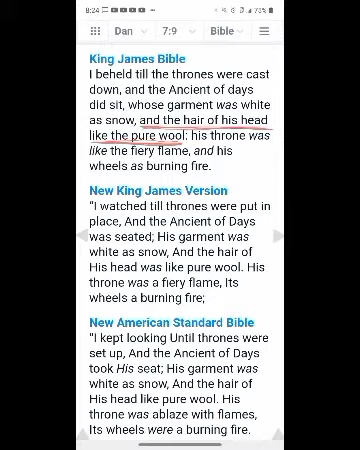 8:24 75%
Dan 7:9 Bible
King James Bible
I beheld till the thrones were cast
down, and the Ancient of days
did sit, whose garment was white
as snow, and the hair of his head
like the pure wool: his throne was
like the fiery flame, and his
wheels as burning fire.
New King James Version
“I watched till thrones were put in
place, And the Ancient of Days
was seated; His garment was
white as snow, And the hair of
His head was like pure wool. His
throne was a fiery flame, Its
wheels a burning fire;
New American Standard Bible
“I kept looking Until thrones were
set up, And the Ancient of Days
took His seat; His garment was
white as snow, And the hair of
His head like pure wool. His
throne was ablaze with flames,
Its wheels were a burning fire.